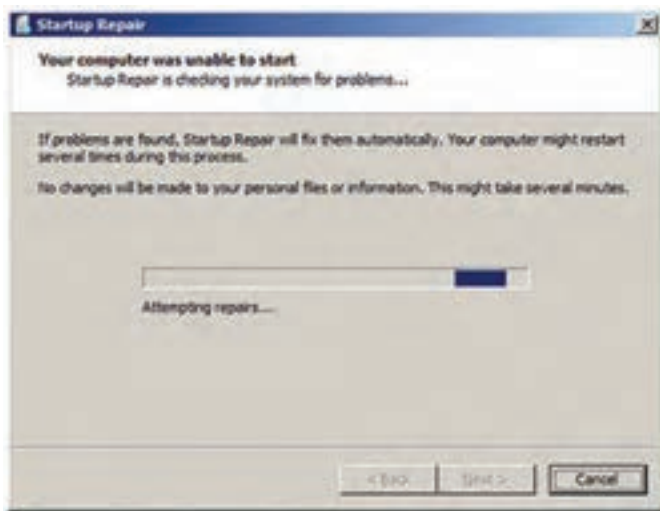 Startup Repair
Your computer was unable to start
Startup Repair is checking your system for problems...
If problems are found, Startup Repair will fix them automatically. Your computer might restart
several times during this process.
No changes will be made to your personal files or information. This might take several minutes.
Attempting repairs....
< Back
Next >
Cancel